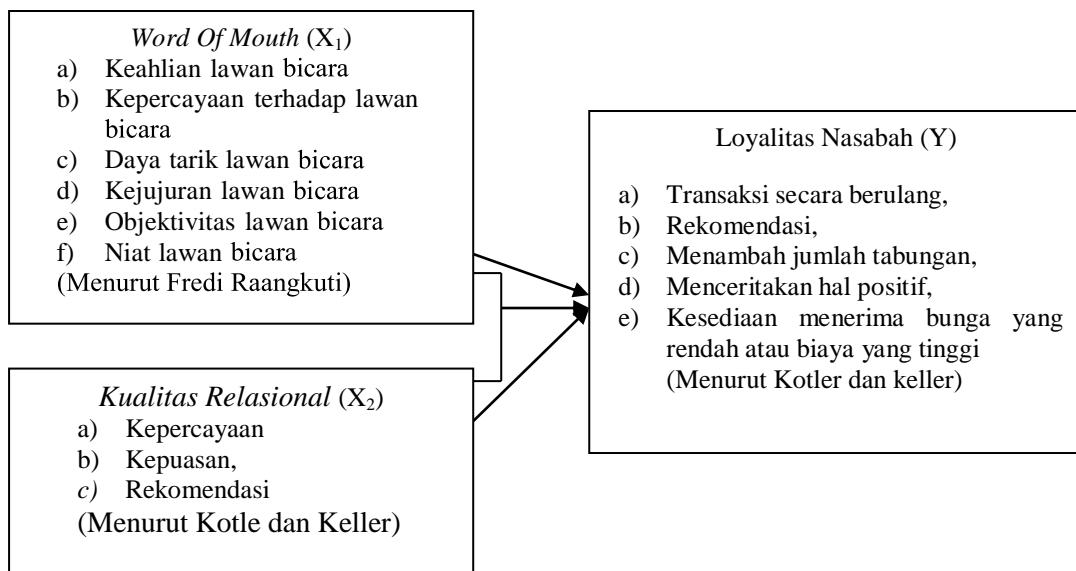 Word Of Mouth (X₁)
a) Keahlian lawan bicara
b) Kepercayaan terhadap lawan
bicara
c) Daya tarik lawan bicara
d) Kejujuran lawan bicara
e) Objektivitas lawan bicara
f) Niat lawan bicara
(Menurut Fredi Raangkuti)
Kualitas Relasional (X₂)
a) Kepercayaan
b) Kepuasan,
c) Rekomendasi
(Menurut Kotle dan Keller)
Loyalitas Nasabah (Y)
a) Transaksi secara berulang,
b) Rekomendasi,
c) Menambah jumlah tabungan,
d) Menceritakan hal positif,
e) Kesediaan menerima bunga yang
rendah atau biaya yang tinggi
(Menurut Kotler dan keller)